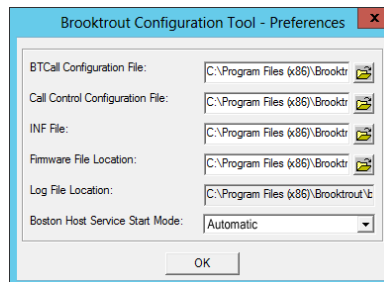 Brooktrout Configuration Tool - Preferences x
BTCall Configuration File: C:\Program Files (x86)\Brooktr
Call Control Configuration File: C:\Program Files (x86)\Brooktr
INF File: C:\Program Files (x86)\Brooktr
Firmware File Location: C:\Program Files (x86)\Brooktr
Log File Location: C:\Program Files (x86)\Brooktrout\b
Boston Host Service Start Mode: Automatic
OK